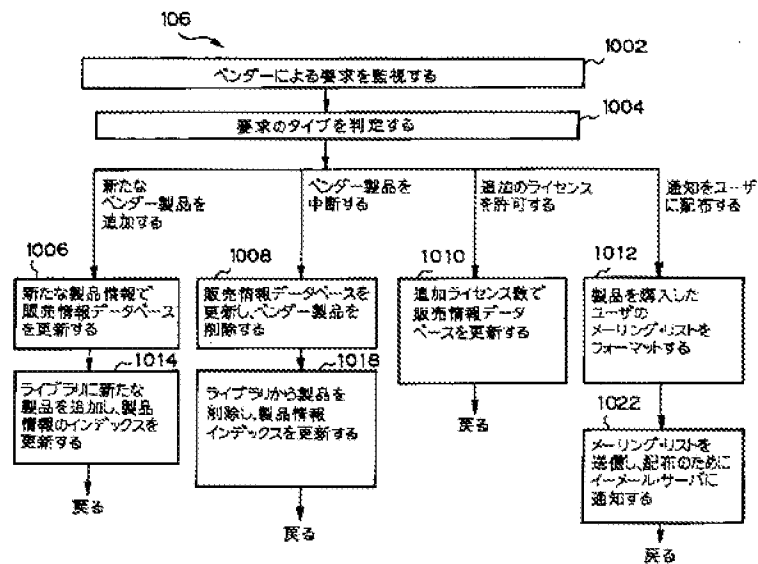 106
1002
ベンダーによる要求を監視する
1004
要求のタイプを判定する
新たな
ベンダー製品を
追加する
ベンダー製品を
中断する
追加のライセンス
を許可する
通知をユーザ
に配布する
1006
新たな製品情報で
販売情報データベース
を更新する
1008
販売情報データベースを
更新し、ベンダー製品を
削除する
1010
追加ライセンス数で
販売情報データ
ベースを更新する
1012
製品を購入した
ユーザの
メーリング・リストを
フォーマットする
1014
ライブラリに新たな
製品を追加し、製品
情報のインデックスを
更新する
1018
ライブラリから製品を
削除し、製品情報
インデックスを更新する
戻る
1022
メーリング・リストを
送信し、配布のために
イーメール・サーバに
通知する
戻る
戻る
戻る